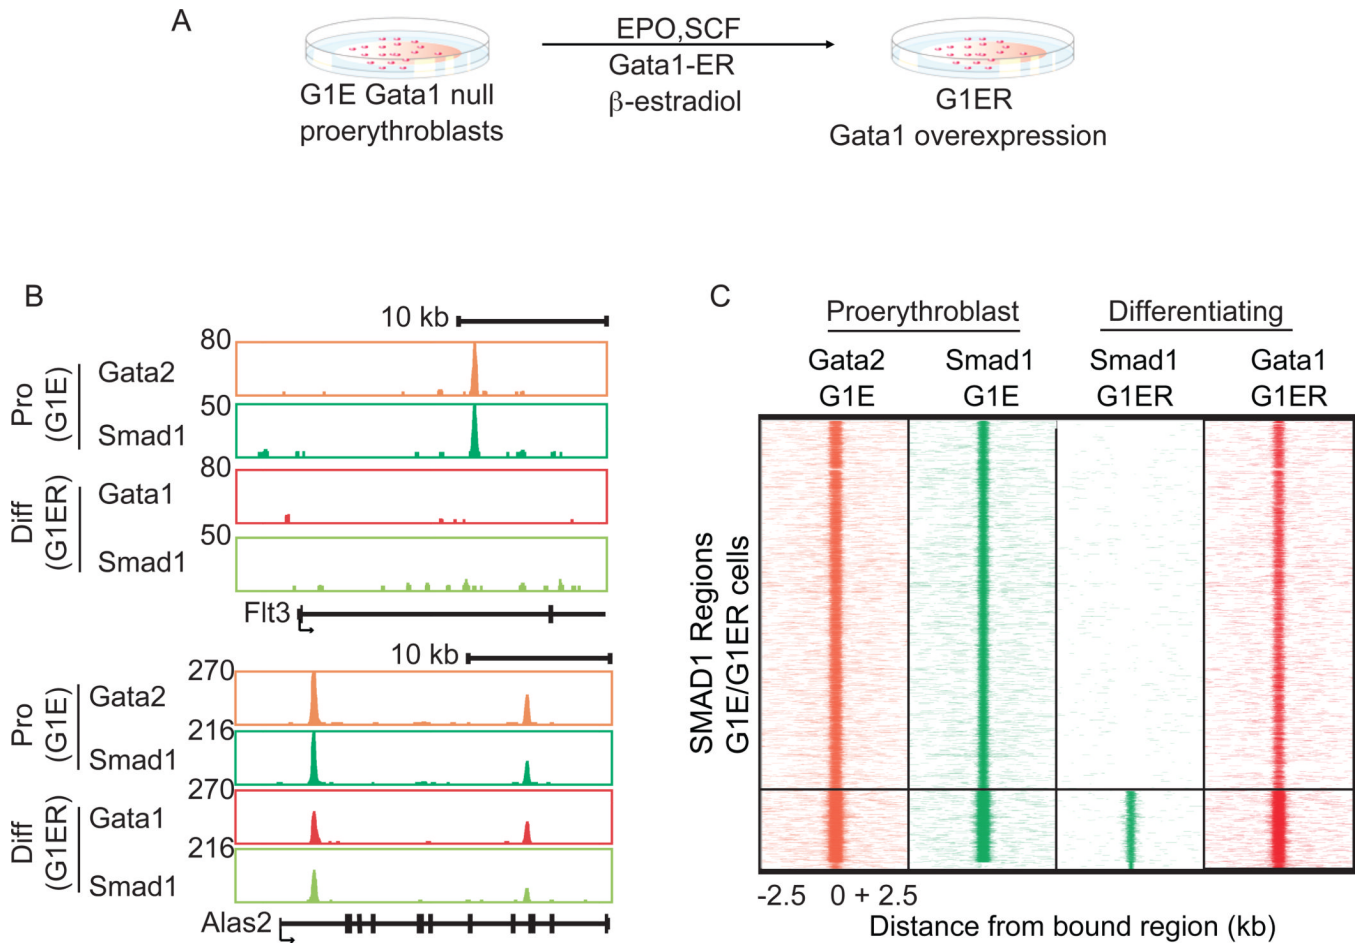 A
EPO,SCF
Gata1-ER
β-estradiol
G1E Gata1 null
proerythroblasts
G1ER
Gata1 overexpression
B
10 kb
Pro
(G1E)
80
Gata2
50
Smad1
Diff
(G1ER)
80
Gata1
50
Smad1
Flt3
10 kb
Pro
(G1E)
270
Gata2
216
Smad1
Diff
(G1ER)
270
Gata1
216
Smad1
Alas2
C
Proerythroblast
Differentiating
Gata2
G1E
Smad1
G1E
Smad1
G1ER
Gata1
G1ER
SMAD1 Regions
G1E/G1ER cells
-2.5 0 + 2.5
Distance from bound region (kb)